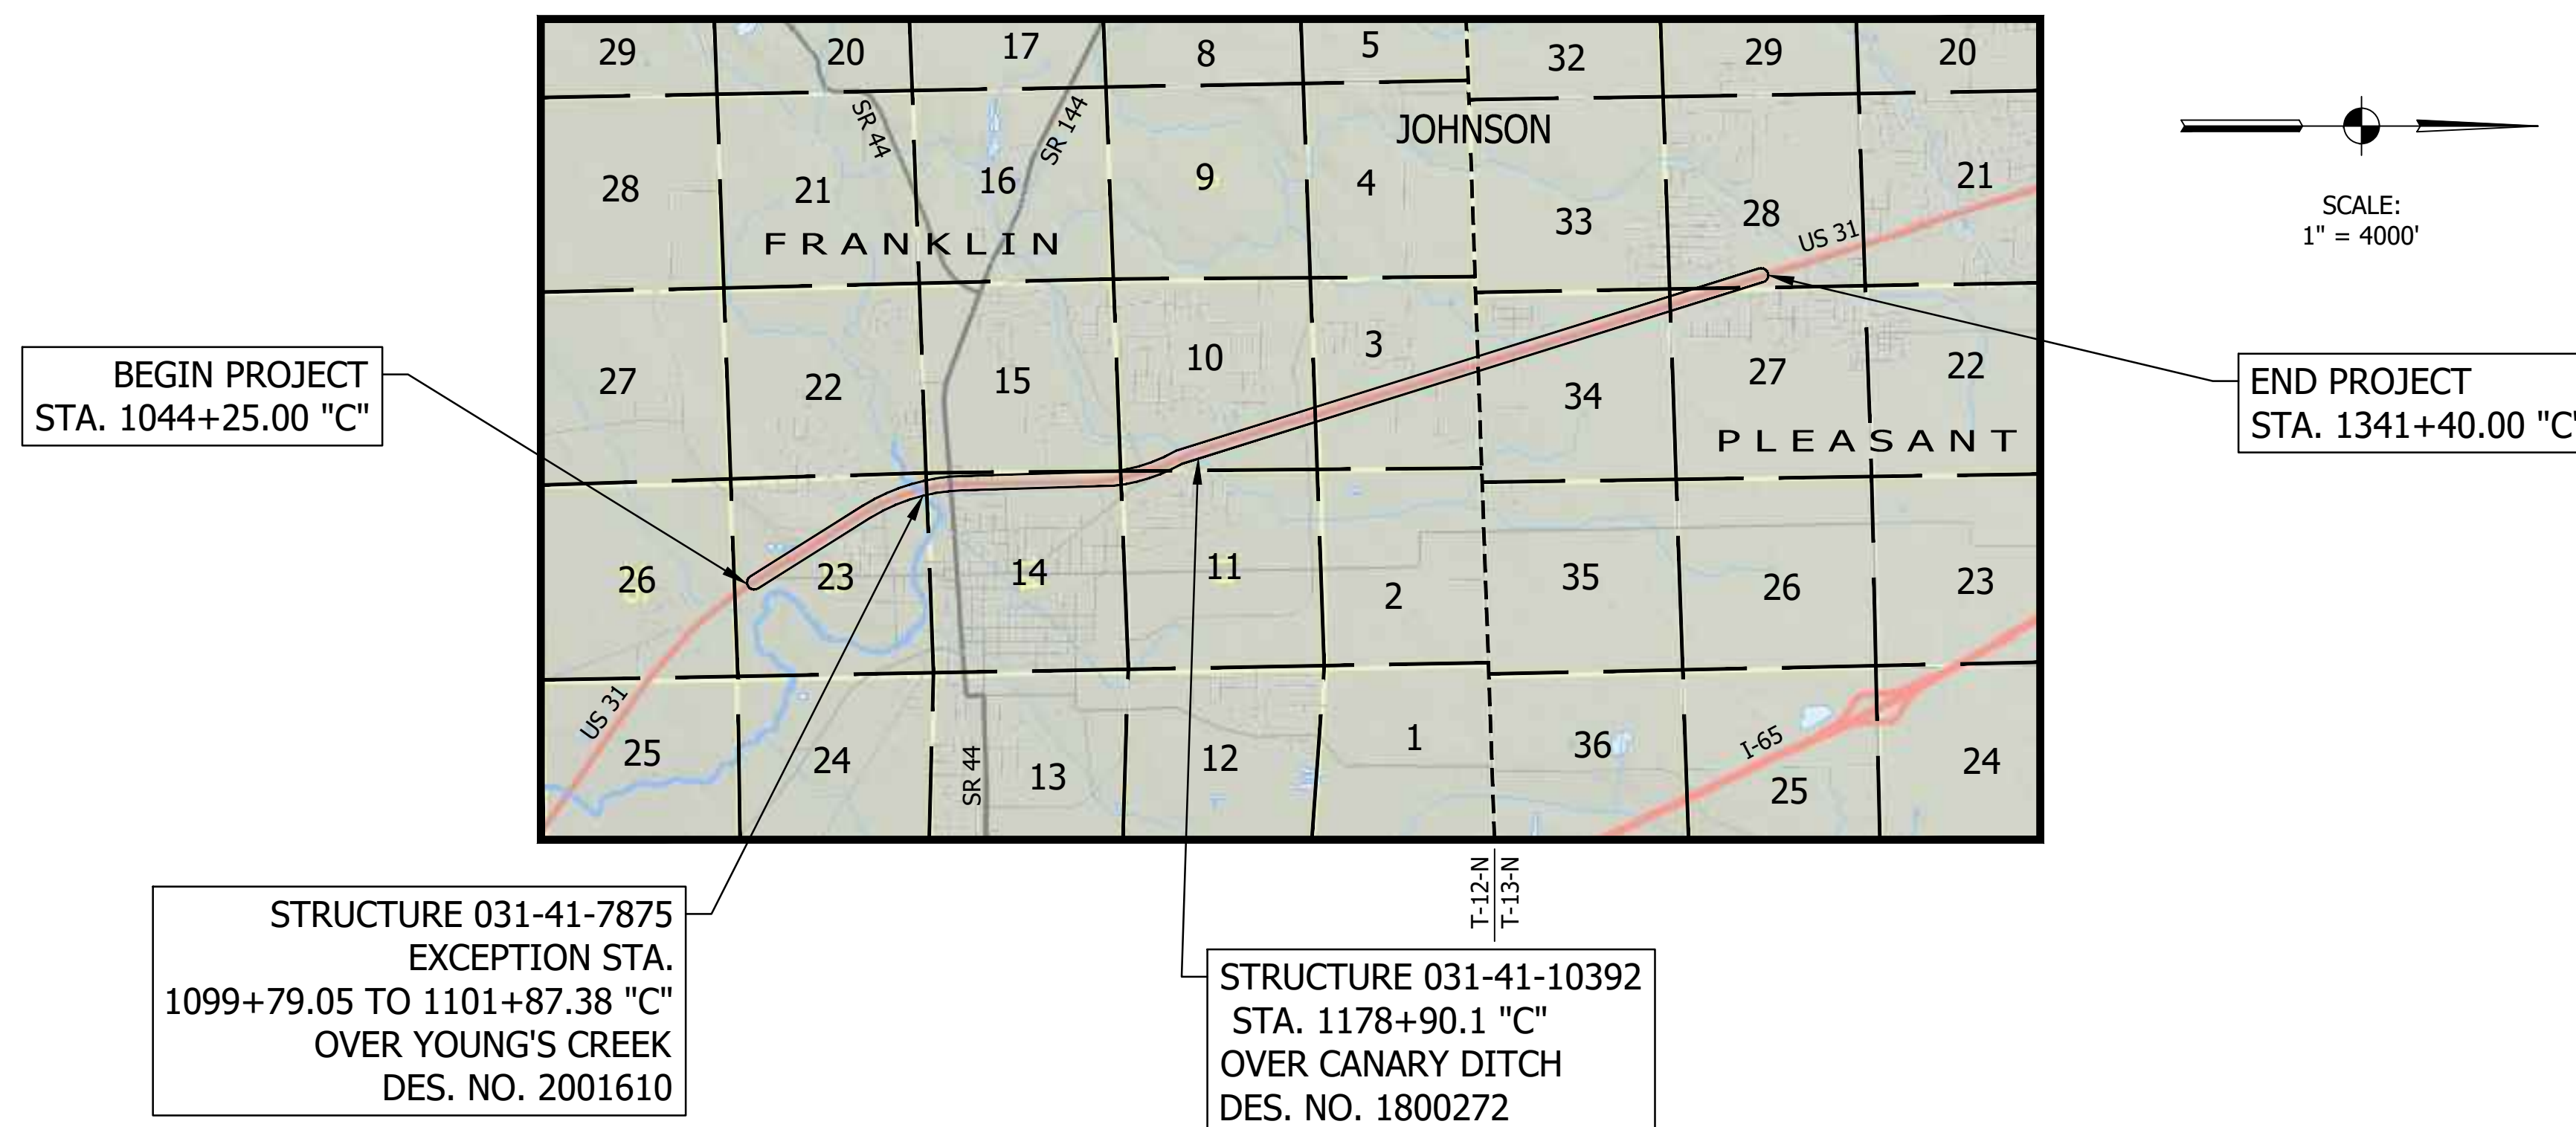 29
20
17
8
5
32
29
20
SR 44
SR 144
JOHNSON
28
21
16
9
4
33
28
21
FRANKLIN
US 31
SCALE:
1" = 4000'
BEGIN PROJECT
STA. 1044+25.00 "C"
27
22
15
10
3
34
27
22
PLEASANT
END PROJECT
STA. 1341+40.00 "C"
26
23
14
11
2
35
26
23
US 31
25
24
SR 44
13
12
1
36
I-65
25
24
T-12-N
T-13-N
STRUCTURE 031-41-7875
EXCEPTION STA.
1099+79.05 TO 1101+87.38 "C"
OVER YOUNG'S CREEK
DES. NO. 2001610
STRUCTURE 031-41-10392
STA. 1178+90.1 "C"
OVER CANARY DITCH
DES. NO. 1800272